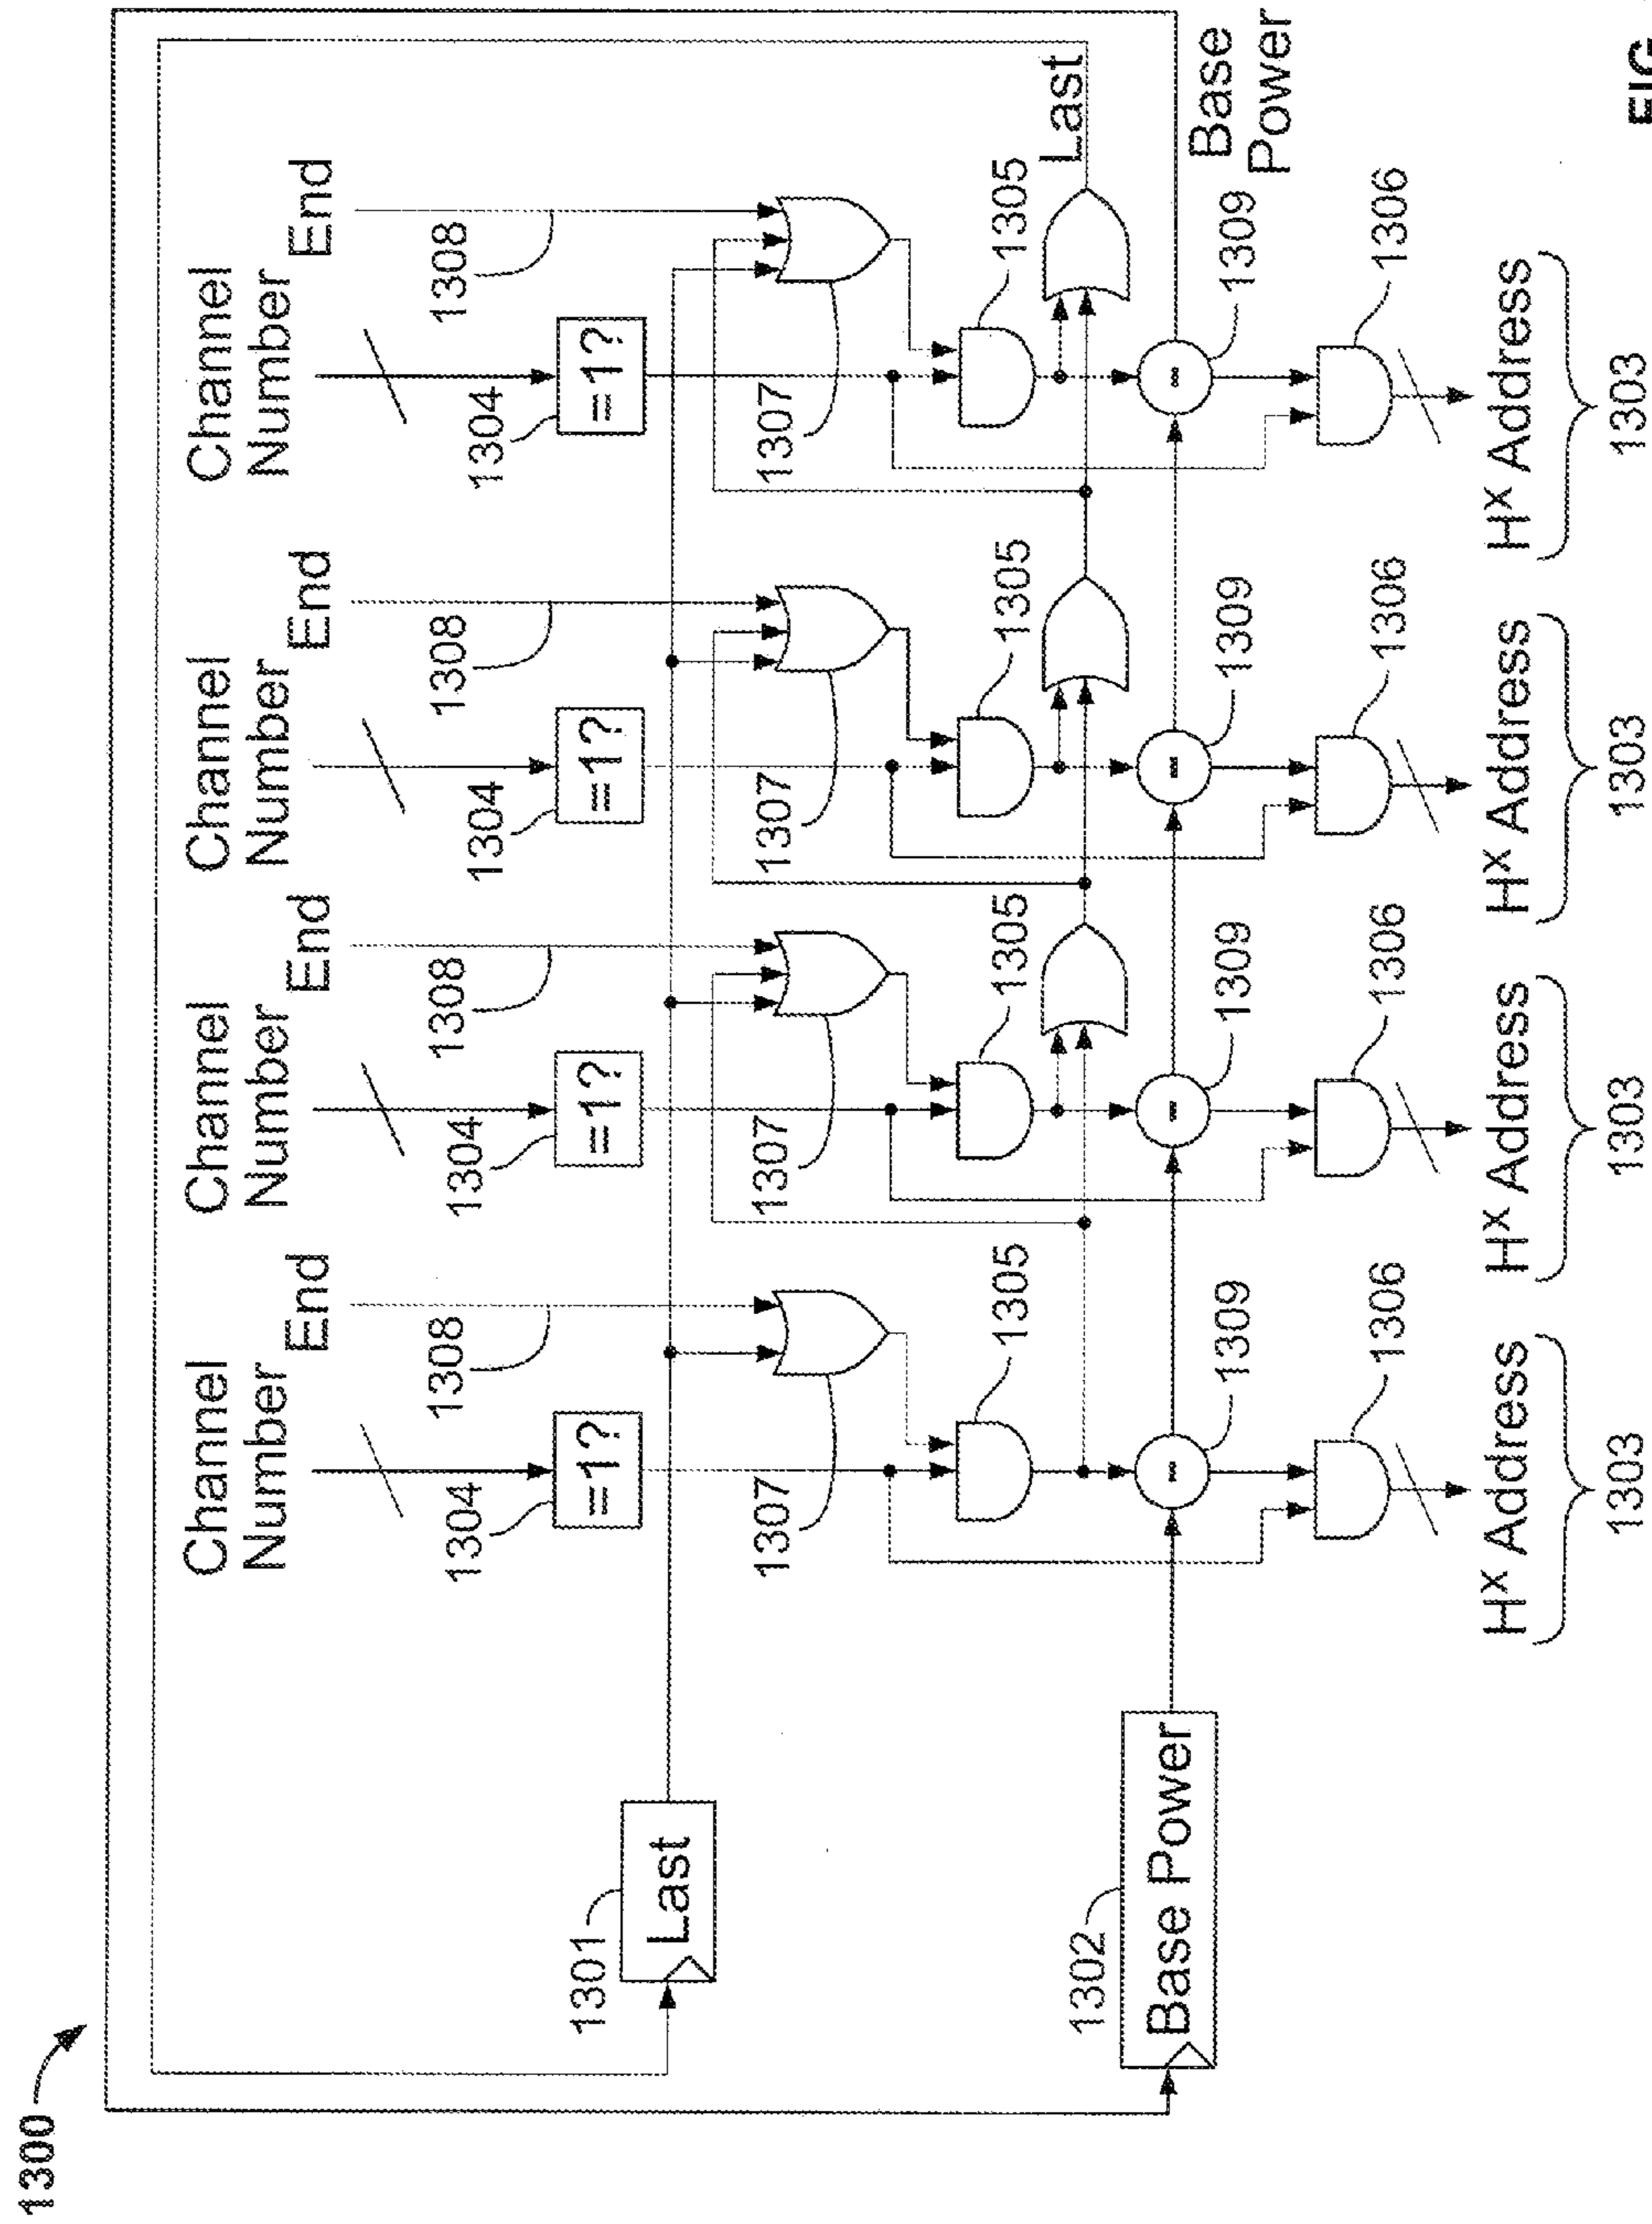 1300
Channel
Number
End
Channel
Number
End
Channel
Number
End
Channel
Number
End
1308
1308
1308
1308
1304
1304
1304
1304
1301
=1?
=1?
=1?
=1?
Last
1307
1307
1307
1307
1305
1305
1305
1305
Last
1302
Base Power
Base
Power
1309
1309
1309
1309
1306
1306
1306
1306
Hˣ Address
Hˣ Address
Hˣ Address
Hˣ Address
1303
1303
1303
1303